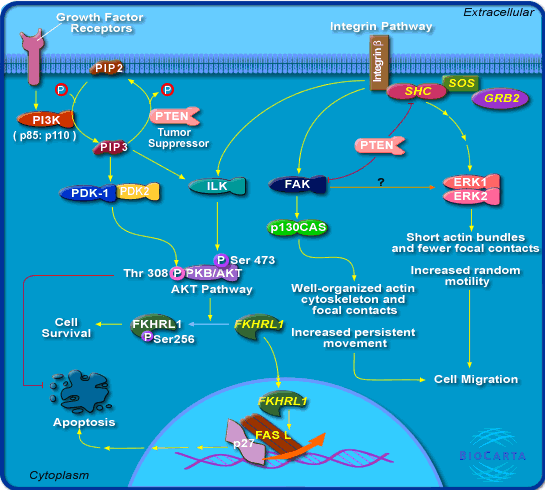 Extracellular
Growth Factor
Receptors
Integrin Pathway
Integrin β
P
PIP2
P
SHC
SOS
GRB2
PI3K
( p85: p110 )
PTEN
Tumor
Suppressor
PTEN
PIP3
PDK-1
PDK2
ILK
FAK
?
ERK1
ERK2
p130CAS
Short actin bundles
and fewer focal contacts
P Ser 473
Thr 308 P PKB/AKT
AKT Pathway
Increased random
motility
Well-organized actin
cytoskeleton and
focal contacts
Cell
Survival
FKHRL1
P Ser256
FKHRL1
Increased persistent
movement
Cell Migration
FKHRL1
Apoptosis
FAS L
p27
BIOCARTA
Cytoplasm